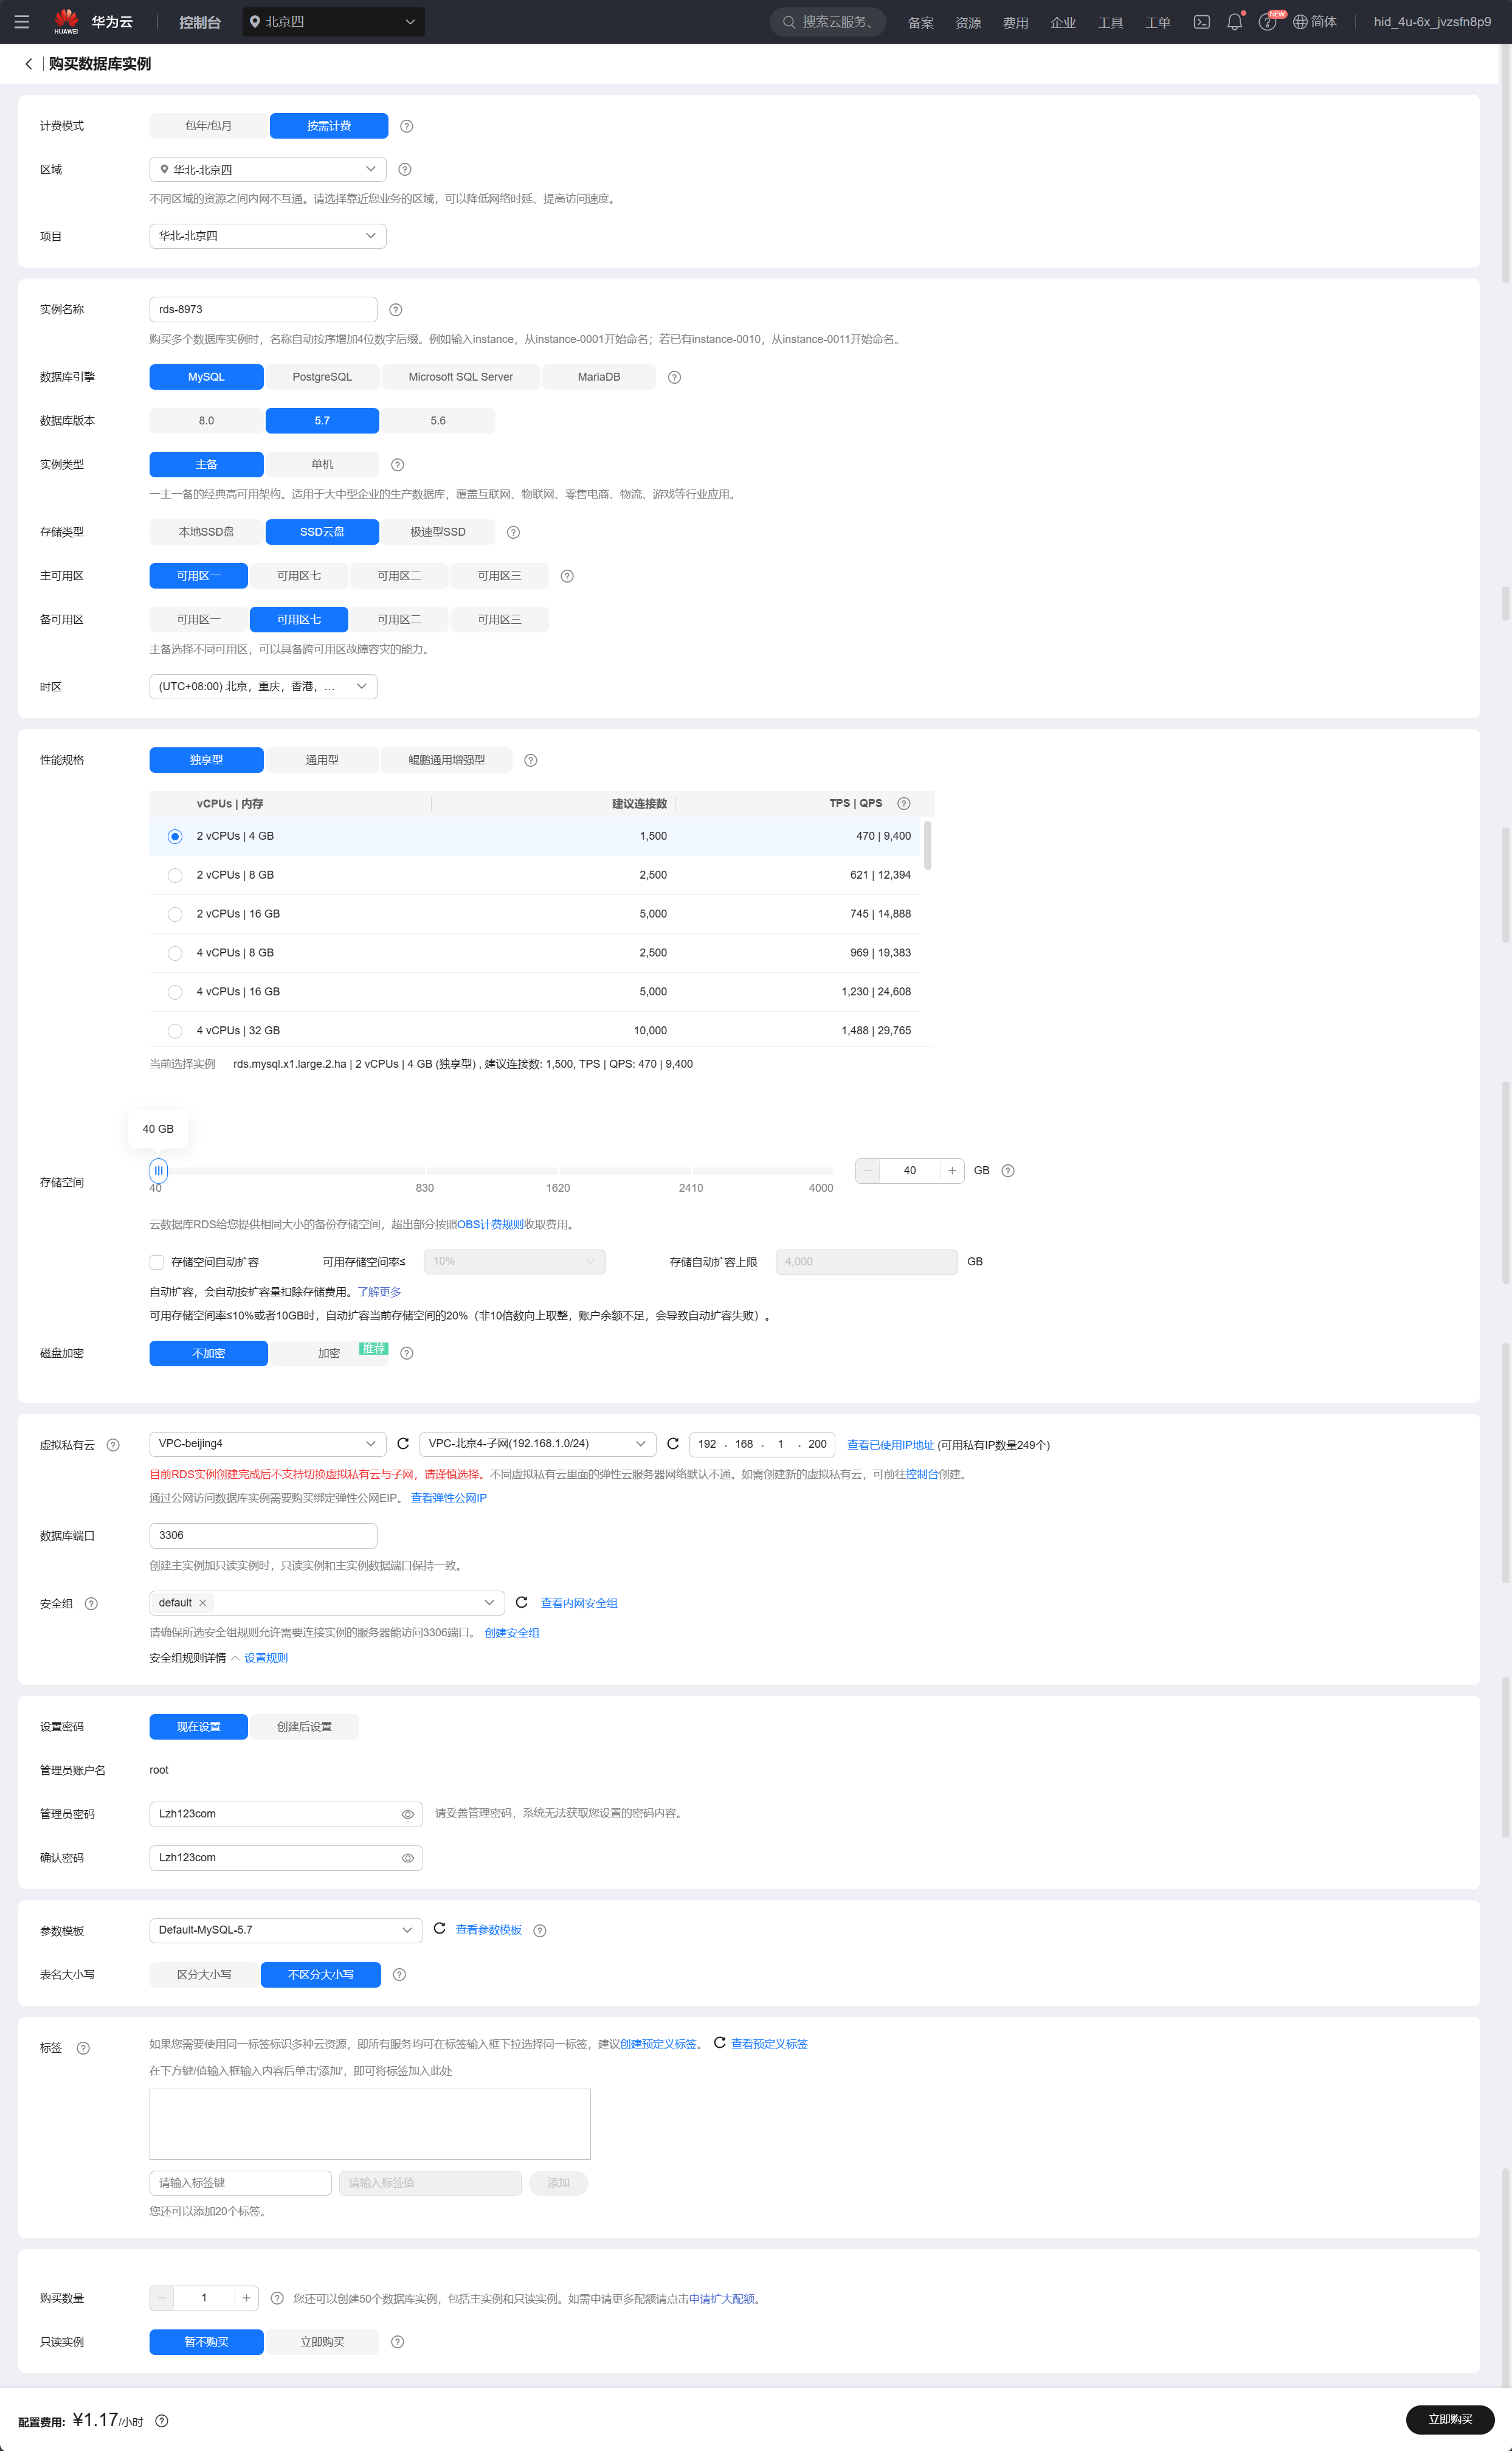 HUAWEI 华为云 控制台 北京四 搜索云服务、 备案 资源 费用 企业 工具 工单 NEW 简体 hid_4u-6x_jvzsfn8p9
购买数据库实例
计费模式 包年/包月 按需计费
区域 华北-北京四
不同区域的资源之间内网不互通。请选择靠近您业务的区域，可以降低网络时延、提高访问速度。
项目 华北-北京四
实例名称 rds-8973
购买多个数据库实例时，名称自动按序增加4位数字后缀。例如输入instance，从instance-0001开始命名；若已有instance-0010，从instance-0011开始命名。
数据库引擎 MySQL PostgreSQL Microsoft SQL Server MariaDB
数据库版本 8.0 5.7 5.6
实例类型 主备 单机
一主一备的经典高可用架构。适用于大中型企业的生产数据库，覆盖互联网、物联网、零售电商、物流、游戏等行业应用。
存储类型 本地SSD盘 SSD云盘 极速型SSD
主可用区 可用区一 可用区七 可用区二 可用区三
备可用区 可用区一 可用区七 可用区二 可用区三
主备选择不同可用区，可以具备跨可用区故障容灾的能力。
时区 (UTC+08:00) 北京，重庆，香港，...
性能规格 独享型 通用型 鲲鹏通用增强型
vCPUs | 内存 建议连接数 TPS | QPS
2 vCPUs | 4 GB 1,500 470 | 9,400
2 vCPUs | 8 GB 2,500 621 | 12,394
2 vCPUs | 16 GB 5,000 745 | 14,888
4 vCPUs | 8 GB 2,500 969 | 19,383
4 vCPUs | 16 GB 5,000 1,230 | 24,608
4 vCPUs | 32 GB 10,000 1,488 | 29,765
当前选择实例 rds.mysql.x1.large.2.ha | 2 vCPUs | 4 GB (独享型) , 建议连接数: 1,500, TPS | QPS: 470 | 9,400
40 GB
存储空间 40 GB
40 830 1620 2410 4000
云数据库RDS给您提供相同大小的备份存储空间，超出部分按照OBS计费规则收取费用。
存储空间自动扩容 可用存储空间率≤ 10% 存储自动扩容上限 4,000 GB
自动扩容，会自动按扩容量扣除存储费用。了解更多
可用存储空间率≤10%或者10GB时，自动扩容当前存储空间的20%（非10倍数向上取整，账户余额不足，会导致自动扩容失败）。
磁盘加密 不加密 加密 推荐
虚拟私有云 VPC-beijing4 VPC-北京4-子网(192.168.1.0/24) 192 . 168 . 1 . 200 查看已使用IP地址 (可用私有IP数量249个)
目前RDS实例创建完成后不支持切换虚拟私有云与子网，请谨慎选择。不同虚拟私有云里面的弹性云服务器网络默认不通。如需创建新的虚拟私有云，可前往控制台创建。
通过公网访问数据库实例需要购买绑定弹性公网EIP。 查看弹性公网IP
数据库端口 3306
创建主实例加只读实例时，只读实例和主实例数据端口保持一致。
安全组 default 查看内网安全组
请确保所选安全组规则允许需要连接实例的服务器能访问3306端口。 创建安全组
安全组规则详情 设置规则
设置密码 现在设置 创建后设置
管理员账户名 root
管理员密码 Lzh123com 请妥善管理密码，系统无法获取您设置的密码内容。
确认密码 Lzh123com
参数模板 Default-MySQL-5.7 查看参数模板
表名大小写 区分大小写 不区分大小写
标签 如果您需要使用同一标签标识多种云资源，即所有服务均可在标签输入框下拉选择同一标签，建议创建预定义标签。 查看预定义标签
在下方键/值输入框输入内容后单击'添加'，即可将标签加入此处
请输入标签键 请输入标签值 添加
您还可以添加20个标签。
购买数量 1 您还可以创建50个数据库实例，包括主实例和只读实例。如需申请更多配额请点击申请扩大配额。
只读实例 暂不购买 立即购买
配置费用: ¥1.17/小时 立即购买